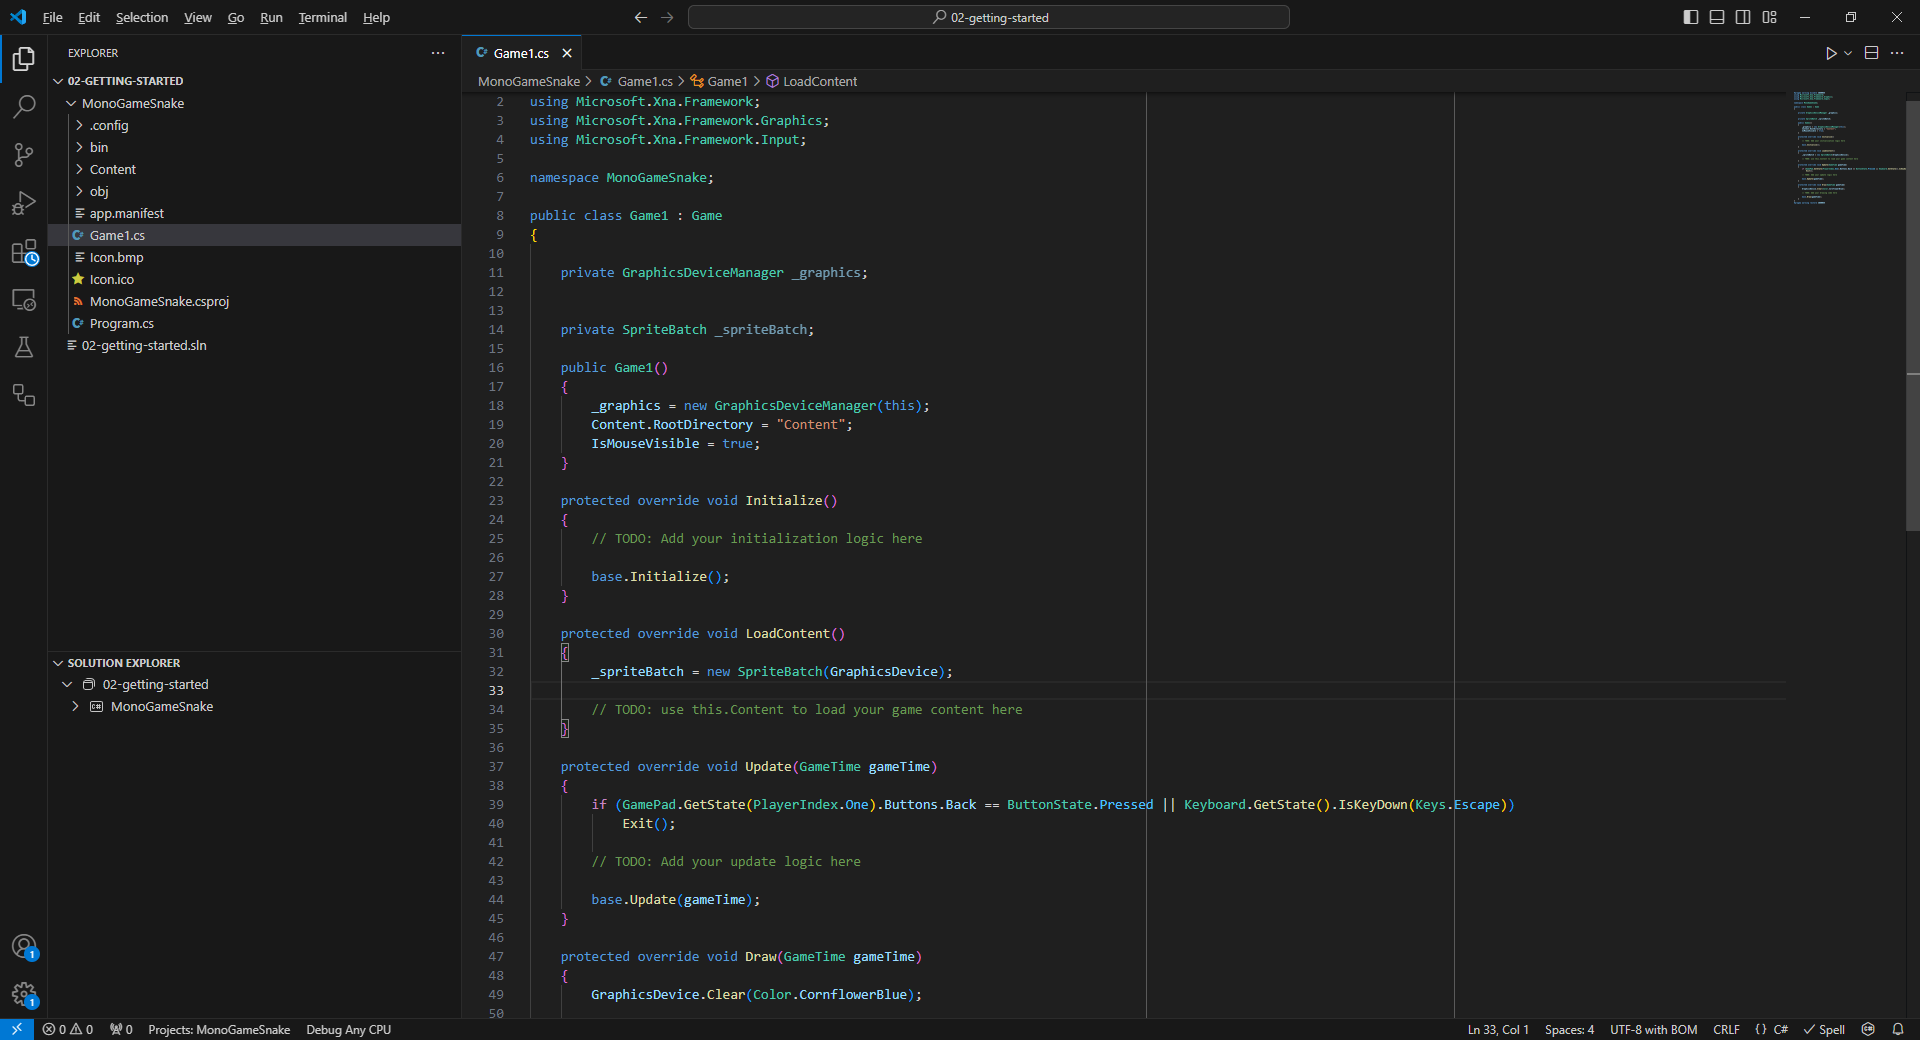 File Edit Selection View Go Run Terminal Help
02-getting-started
EXPLORER
02-GETTING-STARTED
MonoGameSnake
.config
bin
Content
obj
app.manifest
Game1.cs
Icon.bmp
Icon.ico
MonoGameSnake.csproj
Program.cs
02-getting-started.sln
SOLUTION EXPLORER
02-getting-started
MonoGameSnake
1
1
Game1.cs
MonoGameSnake > Game1.cs > Game1 > LoadContent
2 using Microsoft.Xna.Framework;
3 using Microsoft.Xna.Framework.Graphics;
4 using Microsoft.Xna.Framework.Input;
5
6 namespace MonoGameSnake;
7
8 public class Game1 : Game
9 {
10
11 private GraphicsDeviceManager _graphics;
12
13
14 private SpriteBatch _spriteBatch;
15
16 public Game1()
17 {
18 _graphics = new GraphicsDeviceManager(this);
19 Content.RootDirectory = "Content";
20 IsMouseVisible = true;
21 }
22
23 protected override void Initialize()
24 {
25 // TODO: Add your initialization logic here
26
27 base.Initialize();
28 }
29
30 protected override void LoadContent()
31 {
32 _spriteBatch = new SpriteBatch(GraphicsDevice);
33
34 // TODO: use this.Content to load your game content here
35 }
36
37 protected override void Update(GameTime gameTime)
38 {
39 if (GamePad.GetState(PlayerIndex.One).Buttons.Back == ButtonState.Pressed || Keyboard.GetState().IsKeyDown(Keys.Escape))
40 Exit();
41
42 // TODO: Add your update logic here
43
44 base.Update(gameTime);
45 }
46
47 protected override void Draw(GameTime gameTime)
48 {
49 GraphicsDevice.Clear(Color.CornflowerBlue);
50
0 0 0 Projects: MonoGameSnake Debug Any CPU Ln 33, Col 1 Spaces: 4 UTF-8 with BOM CRLF {} C# Spell